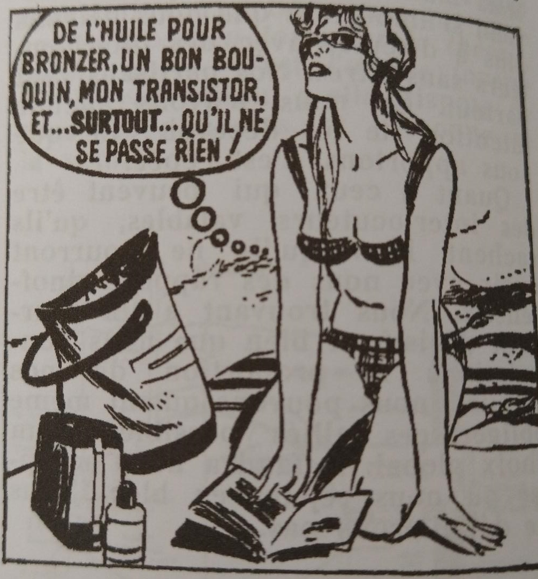 DE L'HUILE POUR
BRONZER, UN BON BOU-
QUIN, MON TRANSISTOR,
ET...SURTOUT...QU'IL NE
SE PASSE RIEN !